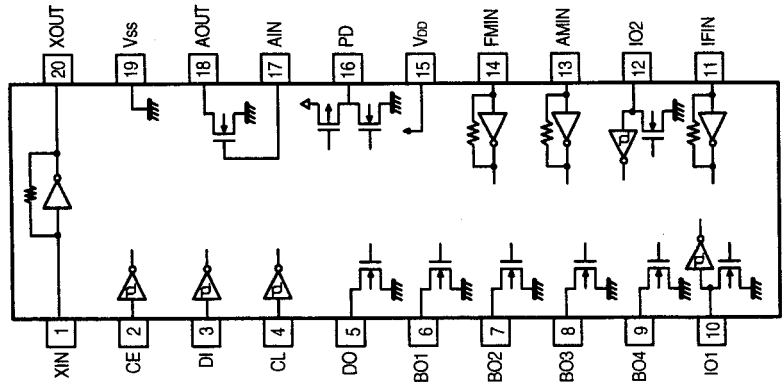 XOUT
20
Vss
19
AOUT
18
AIN
17
PD
16
VDD
15
FMIN
14
AMIN
13
IO2
12
IFIN
11
1
XIN
2
CE
3
DI
4
CL
5
DO
6
BO1
7
BO2
8
BO3
9
BO4
10
IO1